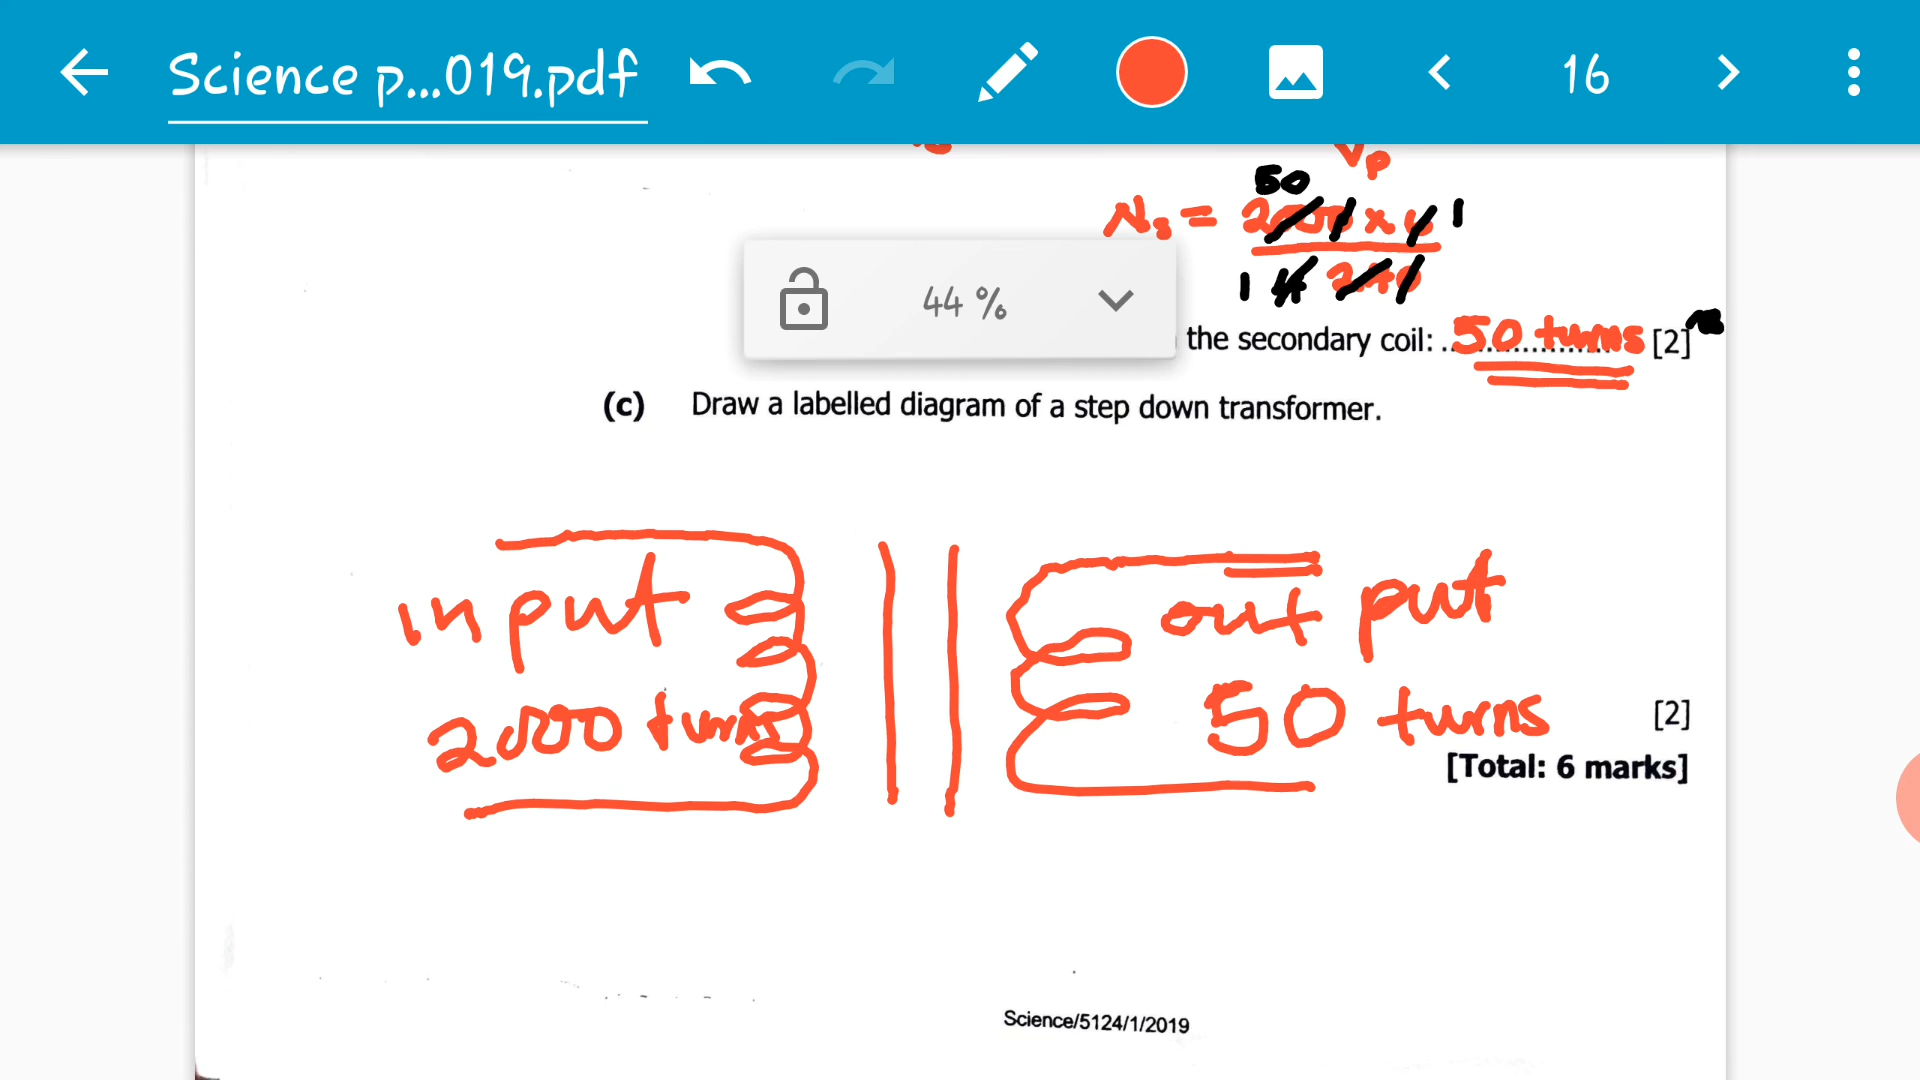 Science p...019.pdf 16
Vp
50
Ns = 2000 x 6 1
1 4 240
44 %
the secondary coil: 50 turns [2]
(c) Draw a labelled diagram of a step down transformer.
input output
2000 turns 50 turns
[2]
[Total: 6 marks]
Science/5124/1/2019